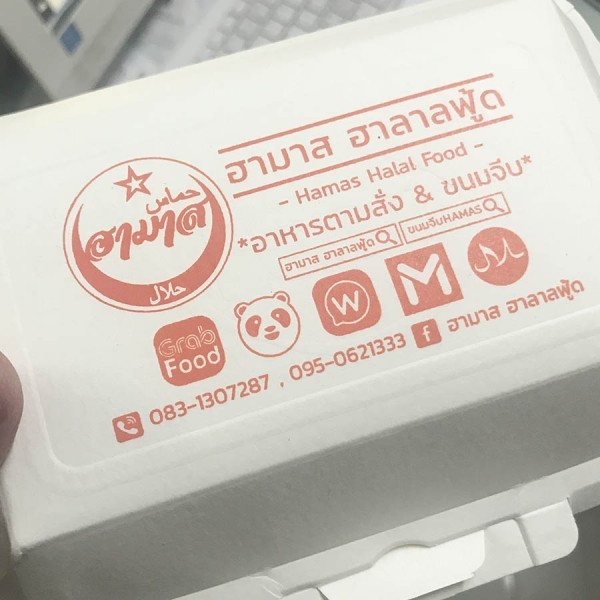 حماس
ฮามาส
حلال
ฮามาส ฮาลาลฟู้ด
- Hamas Halal Food -
*อาหารตามสั่ง & ขนมจีบ*
ฮามาส ฮาลาลฟู้ด
ขนมจีบHAMAS
Grab
Food
W
M
حلال
083-1307287 , 095-0621333 f ฮามาส ฮาลาลฟู้ด